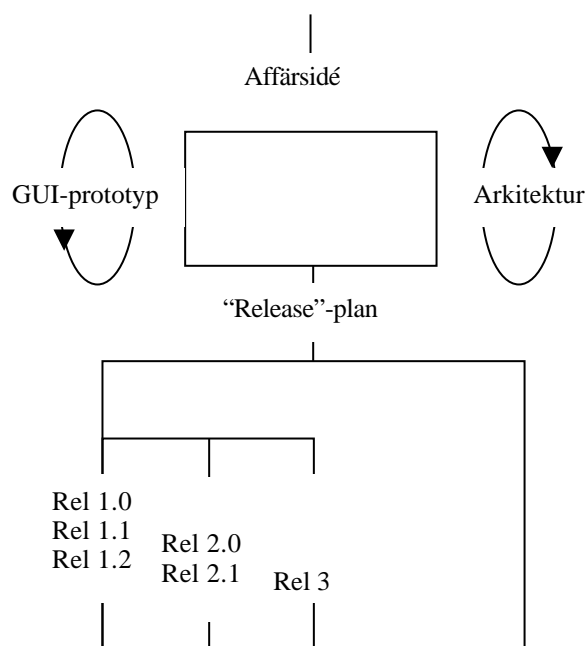 Affärsidé
GUI-prototyp
Arkitektur
“Release”-plan
Rel 1.0
Rel 1.1
Rel 1.2
Rel 2.0
Rel 2.1
Rel 3